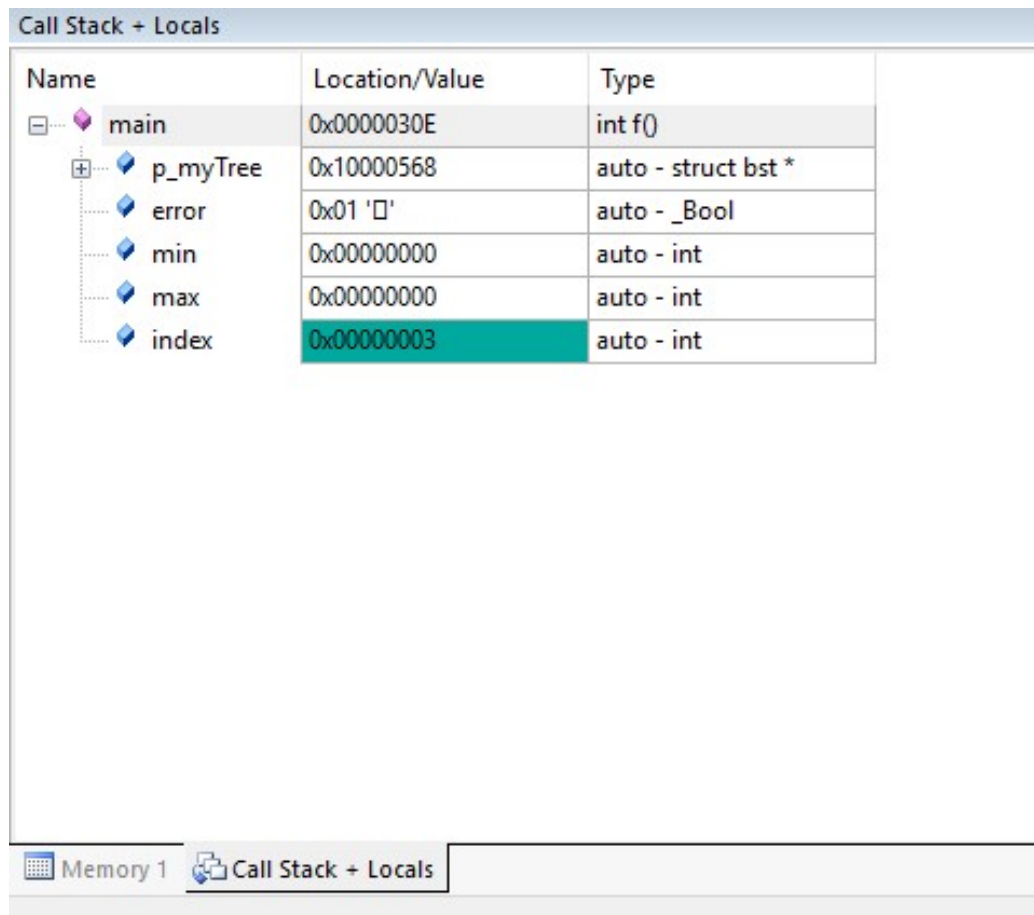 Call Stack + Locals
Name Location/Value Type
main 0x0000030E int f()
p_myTree 0x10000568 auto - struct bst *
error 0x01 '▯' auto - _Bool
min 0x00000000 auto - int
max 0x00000000 auto - int
index 0x00000003 auto - int
Memory 1 Call Stack + Locals